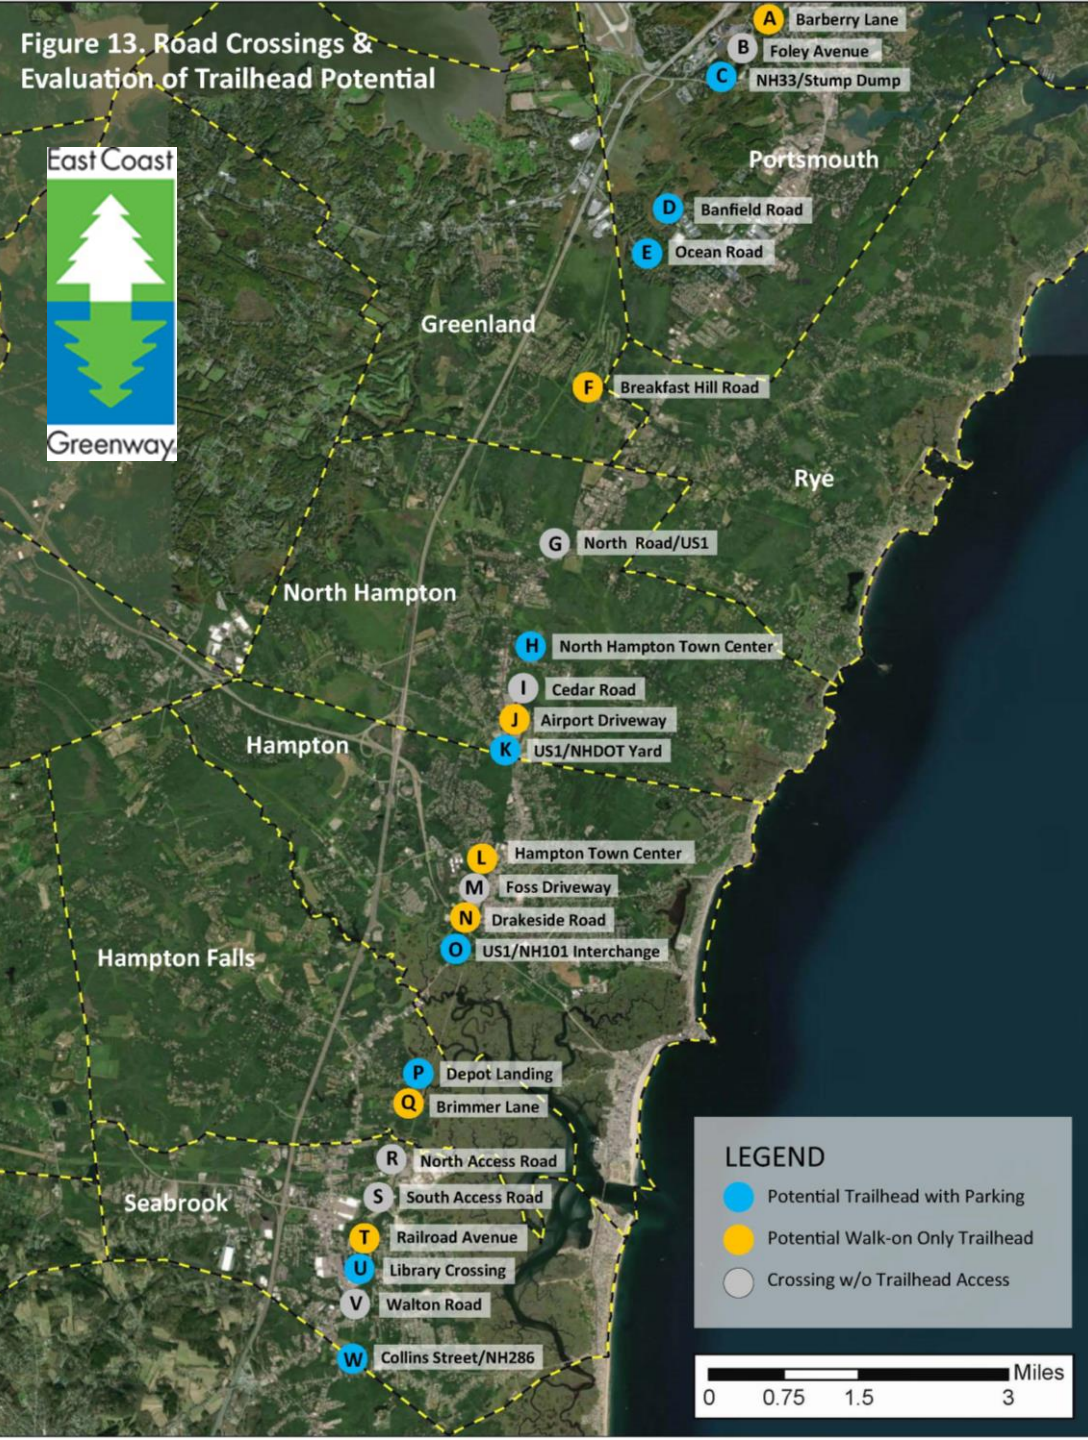 Figure 13. Road Crossings &
Evaluation of Trailhead Potential
East Coast
Greenway
A Barberry Lane
B Foley Avenue
C NH33/Stump Dump
Portsmouth
D Banfield Road
E Ocean Road
Greenland
F Breakfast Hill Road
Rye
G North Road/US1
North Hampton
H North Hampton Town Center
I Cedar Road
J Airport Driveway
Hampton
K US1/NHDOT Yard
L Hampton Town Center
M Foss Driveway
N Drakeside Road
O US1/NH101 Interchange
Hampton Falls
P Depot Landing
Q Brimmer Lane
R North Access Road
S South Access Road
Seabrook
T Railroad Avenue
U Library Crossing
V Walton Road
W Collins Street/NH286
LEGEND
Potential Trailhead with Parking
Potential Walk-on Only Trailhead
Crossing w/o Trailhead Access
Miles
0 0.75 1.5 3